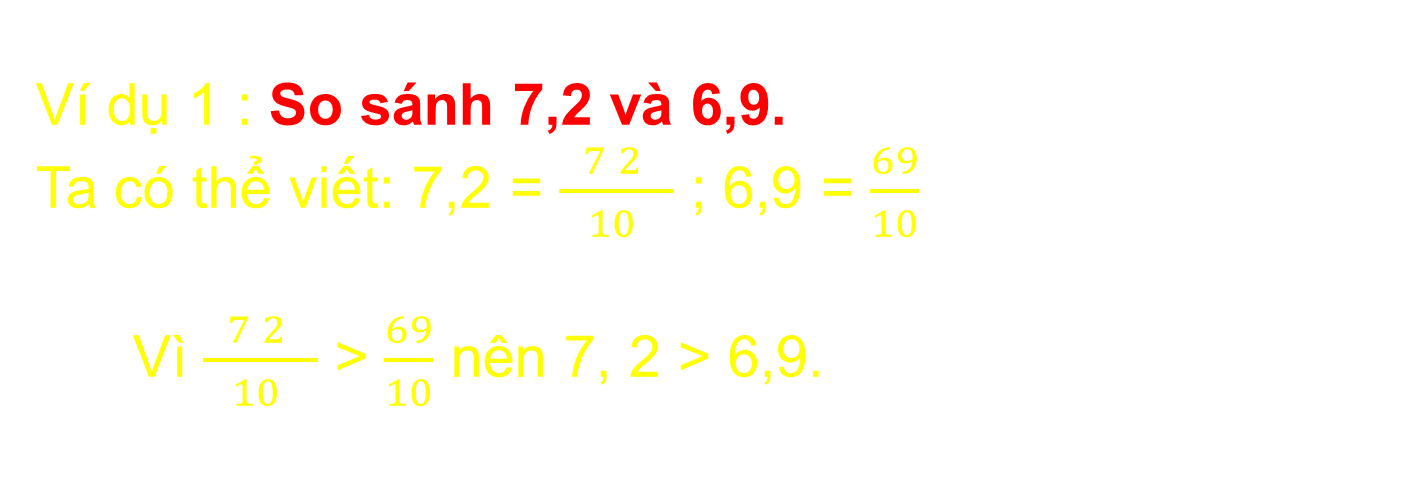 Ví dụ 1 : So sánh 7,2 và 6,9.
Ta có thể viết: 7,2 = 7 2/10 ; 6,9 = 69/10
Vì 7 2/10 > 69/10 nên 7, 2 > 6,9.